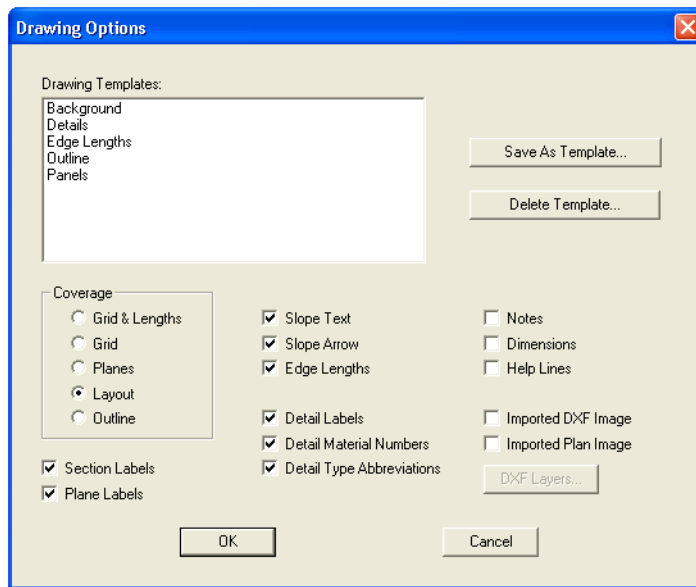 Drawing Options
Drawing Templates:
Background
Details
Edge Lengths
Outline
Panels
Save As Template...
Delete Template...
Coverage
Grid & Lengths
Grid
Planes
Layout
Outline
Section Labels
Plane Labels
Slope Text
Slope Arrow
Edge Lengths
Detail Labels
Detail Material Numbers
Detail Type Abbreviations
Notes
Dimensions
Help Lines
Imported DXF Image
Imported Plan Image
DXF Layers...
OK
Cancel